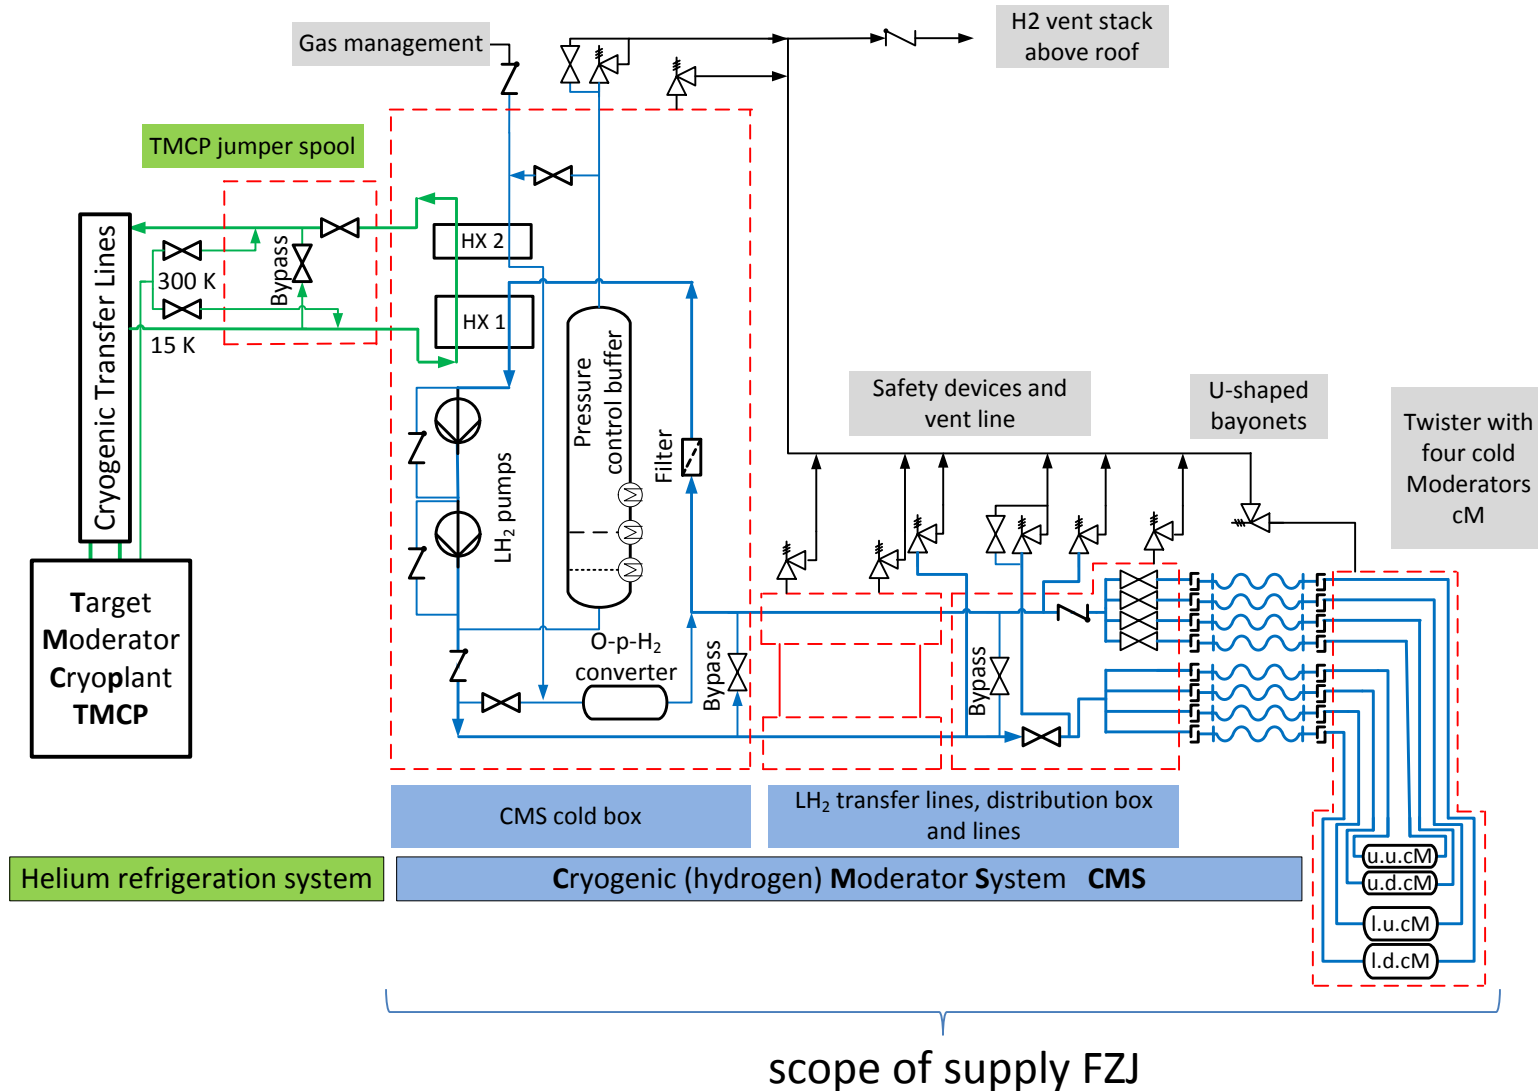 Gas management
H2 vent stack
above roof
TMCP jumper spool
Cryogenic Transfer Lines
300 K
15 K
Bypass
HX 2
HX 1
LH₂ pumps
Pressure
control buffer
M
M
M
Filter
O-p-H₂
converter
Bypass
Safety devices and
vent line
U-shaped
bayonets
Twister with
four cold
Moderators
cM
Bypass
Target
Moderator
Cryoplant
TMCP
CMS cold box
LH₂ transfer lines, distribution box
and lines
Helium refrigeration system
Cryogenic (hydrogen) Moderator System CMS
u.u.cM
u.d.cM
l.u.cM
l.d.cM
scope of supply FZJ